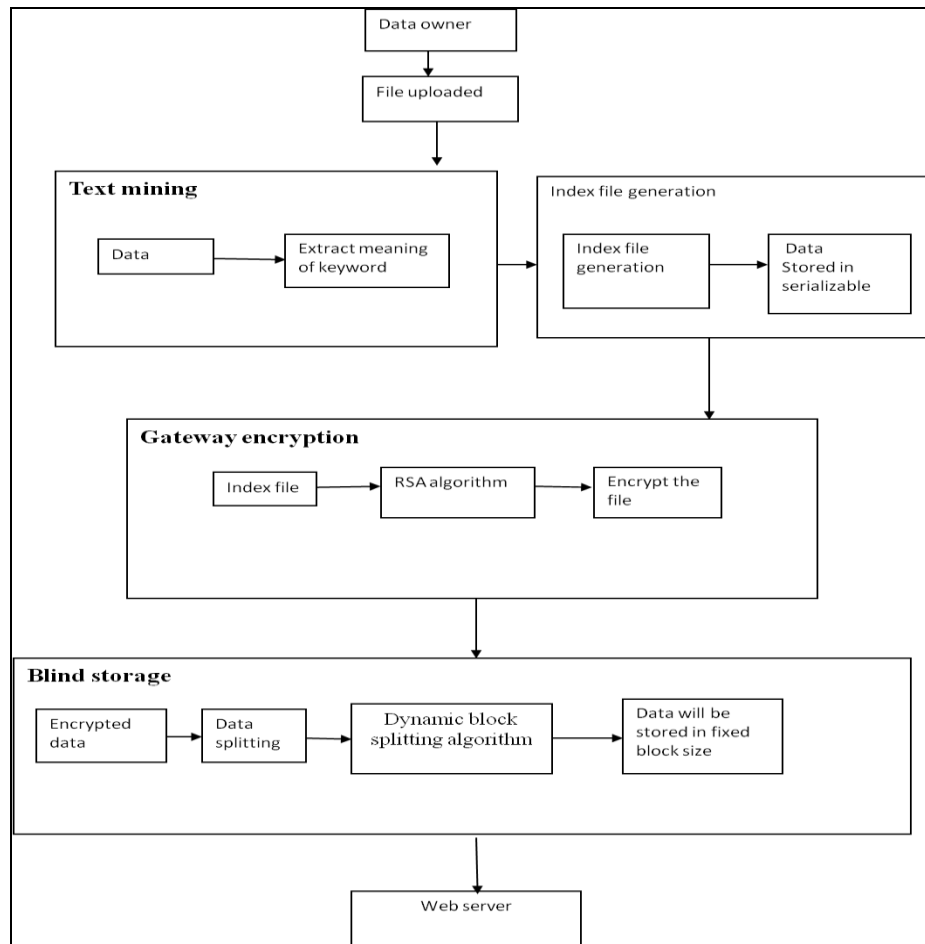 Data owner
File uploaded
Text mining
Data
Extract meaning
of keyword
Index file generation
Index file
generation
Data
Stored in
serializable
Gateway encryption
Index file
RSA algorithm
Encrypt the
file
Blind storage
Encrypted
data
Data
splitting
Dynamic block
splitting algorithm
Data will be
stored in fixed
block size
Web server